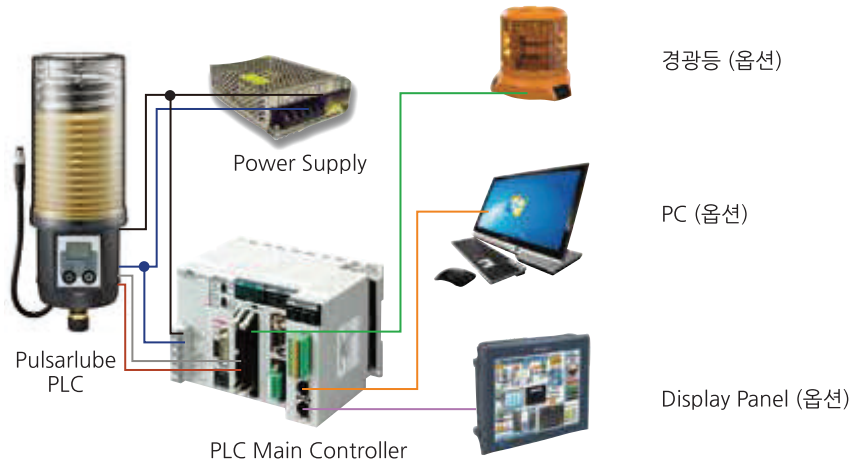 경광등 (옵션)
Power Supply
PC (옵션)
Pulsarlube
PLC
Display Panel (옵션)
PLC Main Controller